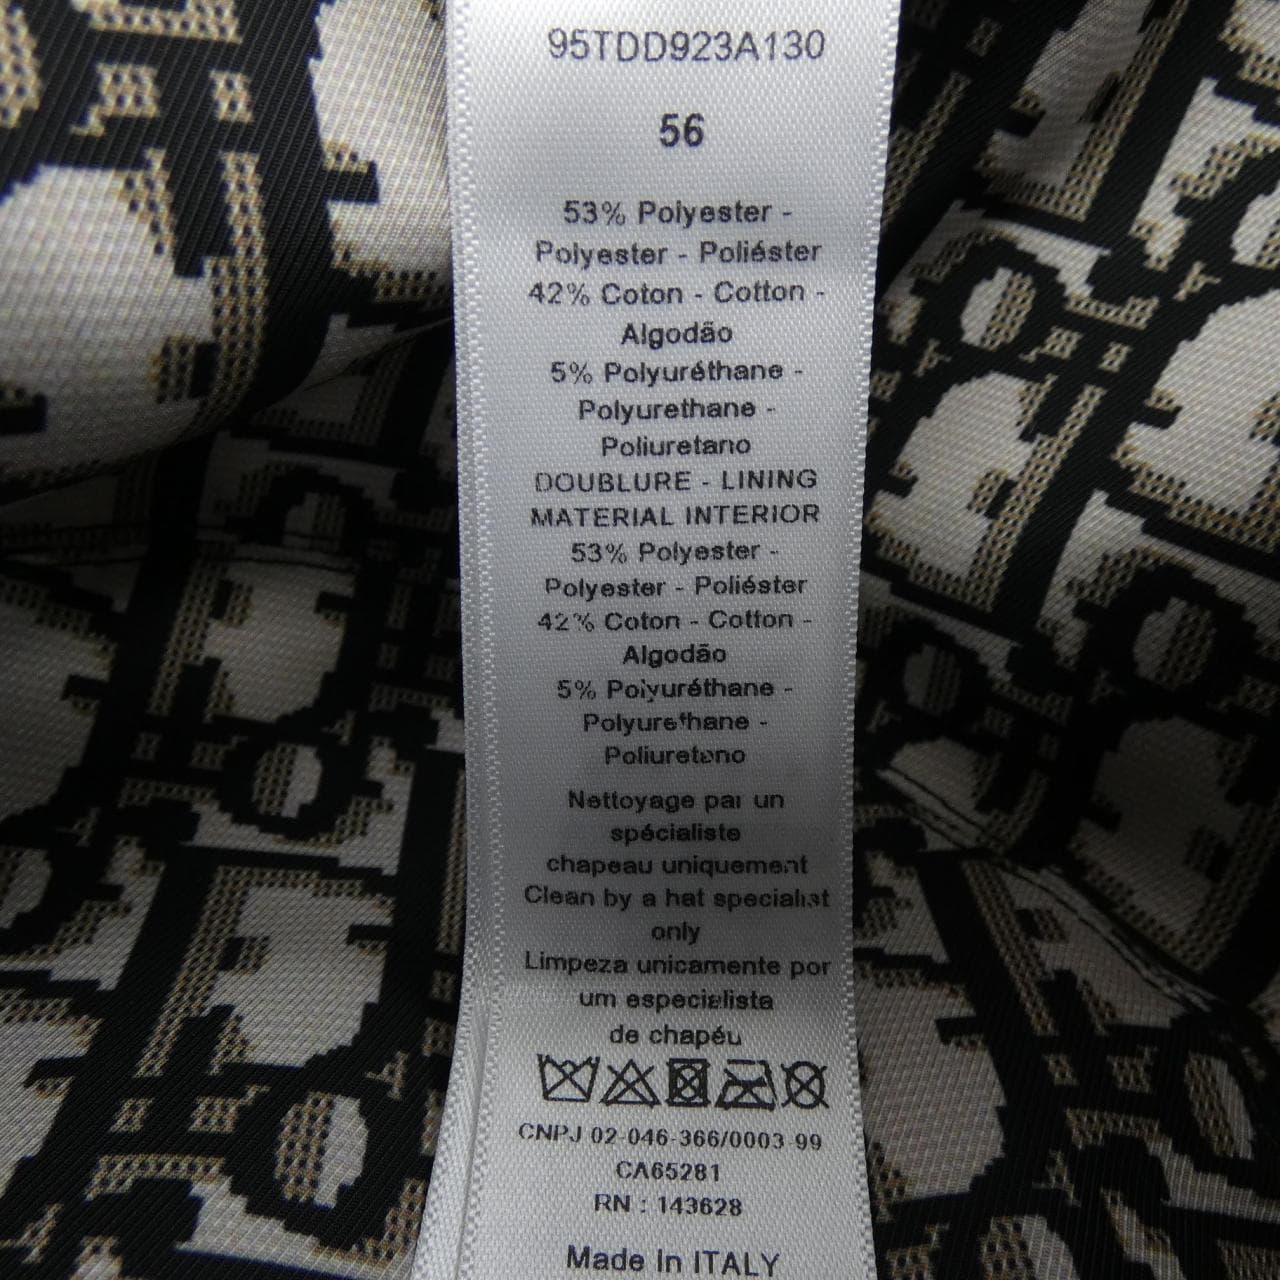 95TDD923A130
56
53% Polyester -
Polyester - Poliéster
42% Coton - Cotton -
Algodão
5% Polyuréthane -
Polyurethane -
Poliuretano
DOUBLURE - LINING
MATERIAL INTERIOR
53% Polyester -
Polyester - Poliéster
42% Coton - Cotton -
Algodão
5% Polyuréthane -
Polyurethane -
Poliuretano
Nettoyage par un
spécialiste
chapeau uniquement
Clean by a hat specialist
only
Limpeza unicamente por
um especialista
de chapéu
CNPJ 02-046-366/0003-99
CA65281
RN : 143628
Made In ITALY